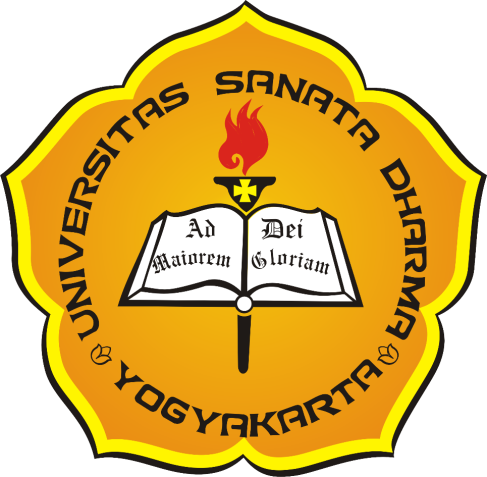 UNIVERSITAS SANATA DHARMA
YOGYAKARTA
Ad Maiorem
Dei Gloriam